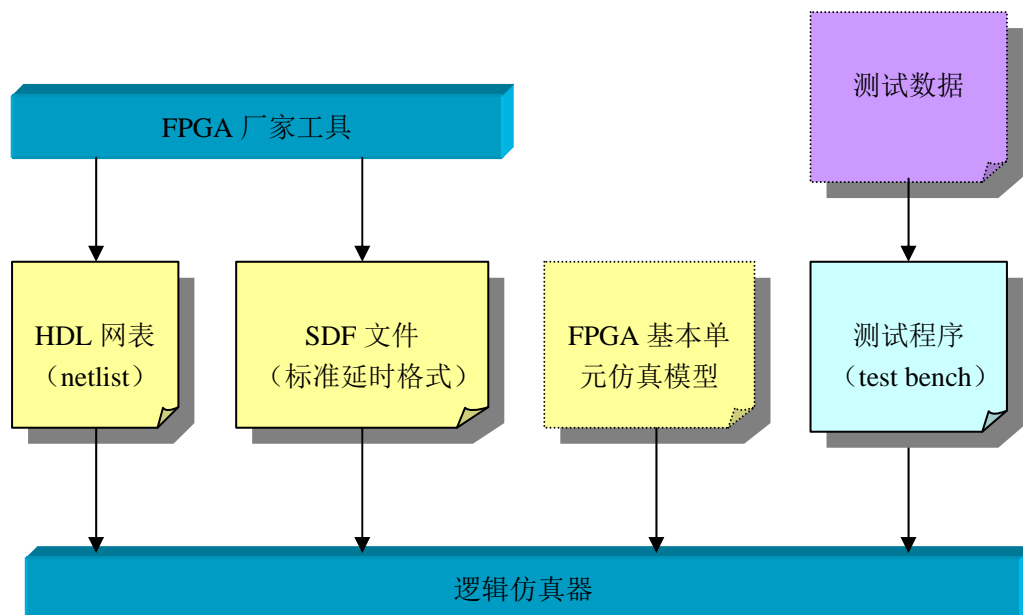 测试数据
FPGA 厂家工具
HDL 网表
（netlist）
SDF 文件
（标准延时格式）
FPGA 基本单
元仿真模型
测试程序
（test bench）
逻辑仿真器